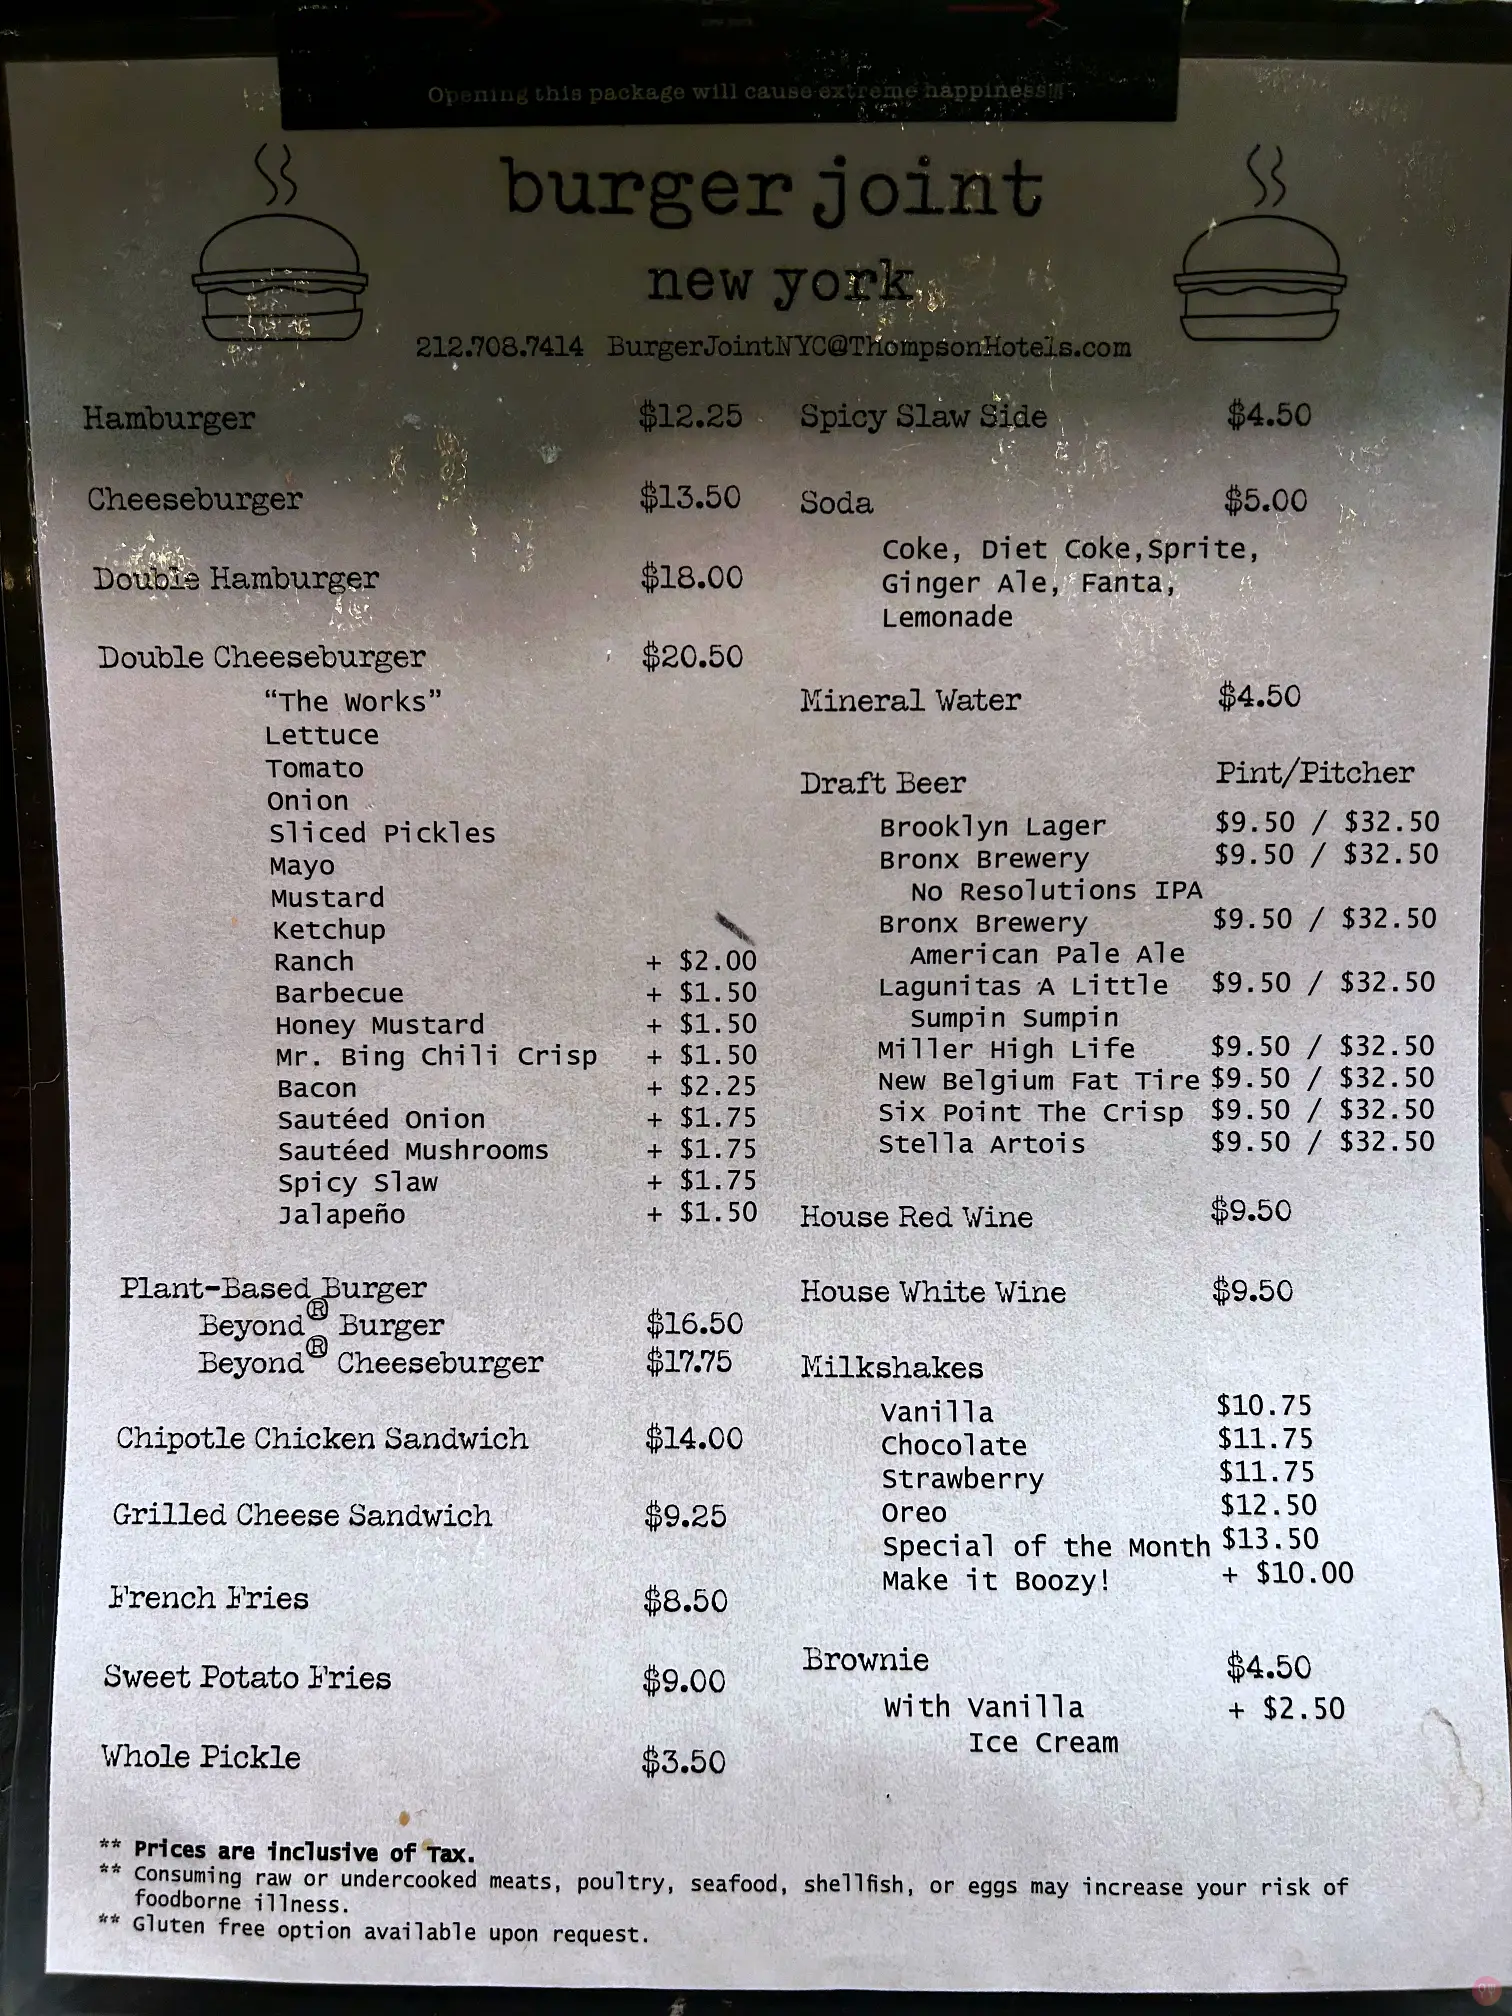 Opening this package will cause extreme happiness
burger joint
new york
212.708.7414 BurgerJointNYC@ThompsonHotels.com
Hamburger $12.25
Cheeseburger $13.50
Double Hamburger $18.00
Double Cheeseburger $20.50
“The Works”
Lettuce
Tomato
Onion
Sliced Pickles
Mayo
Mustard
Ketchup
Ranch + $2.00
Barbecue + $1.50
Honey Mustard + $1.50
Mr. Bing Chili Crisp + $1.50
Bacon + $2.25
Sautéed Onion + $1.75
Sautéed Mushrooms + $1.75
Spicy Slaw + $1.75
Jalapeño + $1.50
Plant-Based Burger
Beyond® Burger $16.50
Beyond® Cheeseburger $17.75
Chipotle Chicken Sandwich $14.00
Grilled Cheese Sandwich $9.25
French Fries $8.50
Sweet Potato Fries $9.00
Whole Pickle $3.50
Spicy Slaw Side $4.50
Soda $5.00
Coke, Diet Coke,Sprite,
Ginger Ale, Fanta,
Lemonade
Mineral Water $4.50
Draft Beer Pint/Pitcher
Brooklyn Lager $9.50 / $32.50
Bronx Brewery $9.50 / $32.50
No Resolutions IPA
Bronx Brewery $9.50 / $32.50
American Pale Ale
Lagunitas A Little $9.50 / $32.50
Sumpin Sumpin
Miller High Life $9.50 / $32.50
New Belgium Fat Tire $9.50 / $32.50
Six Point The Crisp $9.50 / $32.50
Stella Artois $9.50 / $32.50
House Red Wine $9.50
House White Wine $9.50
Milkshakes
Vanilla $10.75
Chocolate $11.75
Strawberry $11.75
Oreo $12.50
Special of the Month $13.50
Make it Boozy! + $10.00
Brownie $4.50
With Vanilla + $2.50
Ice Cream
** Prices are inclusive of Tax.
** Consuming raw or undercooked meats, poultry, seafood, shellfish, or eggs may increase your risk of
foodborne illness.
** Gluten free option available upon request.